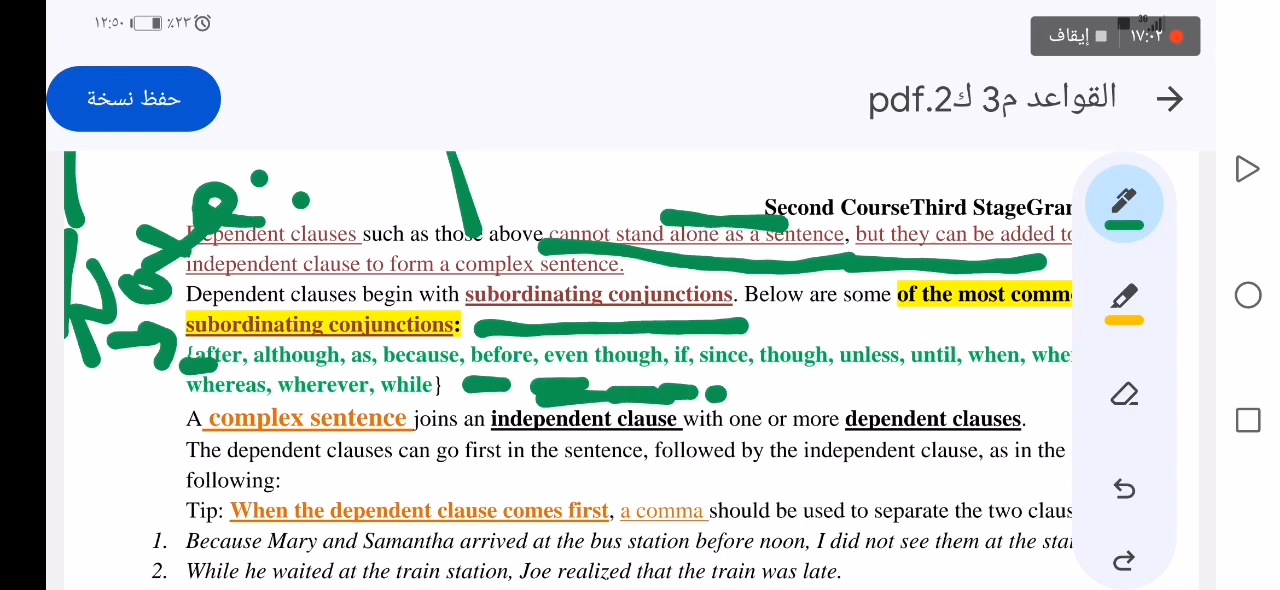 ١٢:٥٠ ٪٢٣
3G
١٧:٠٢ إيقاف
حفظ نسخة
القواعد م3 ك2.pdf
Second CourseThird StageGra
Dependent clauses such as those above cannot stand alone as a sentence, but they can be added to
independent clause to form a complex sentence.
Dependent clauses begin with subordinating conjunctions. Below are some of the most comm
subordinating conjunctions:
{after, although, as, because, before, even though, if, since, though, unless, until, when, whe
whereas, wherever, while}
A complex sentence joins an independent clause with one or more dependent clauses.
The dependent clauses can go first in the sentence, followed by the independent clause, as in the
following:
Tip: When the dependent clause comes first, a comma should be used to separate the two claus
1. Because Mary and Samantha arrived at the bus station before noon, I did not see them at the sta
2. While he waited at the train station, Joe realized that the train was late.